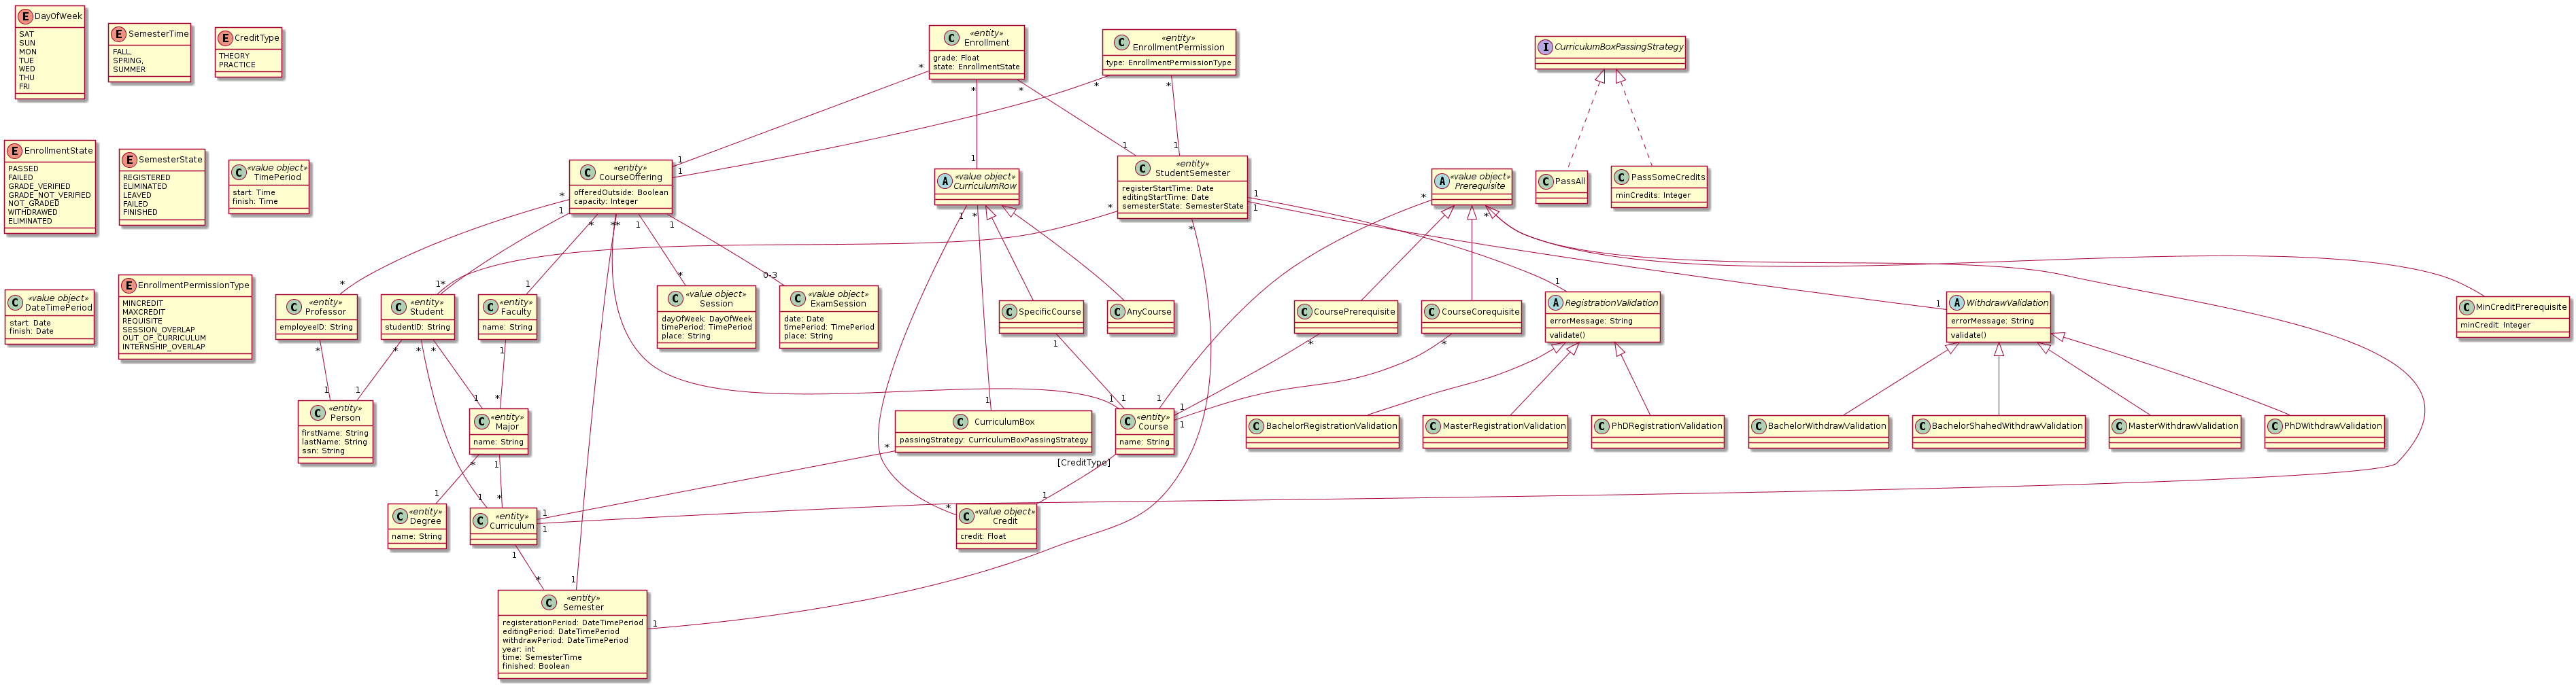 E DayOfWeek
SAT
SUN
MON
TUE
WED
THU
FRI
E SemesterTime
FALL,
SPRING,
SUMMER
E CreditType
THEORY
PRACTICE
C «entity»
Enrollment
grade: Float
state: EnrollmentState
C «entity»
EnrollmentPermission
type: EnrollmentPermissionType
I CurriculumBoxPassingStrategy
* * * * *
E EnrollmentState
PASSED
FAILED
GRADE_VERIFIED
GRADE_NOT_VERIFIED
NOT_GRADED
WITHDRAWED
ELIMINATED
E SemesterState
REGISTERED
ELIMINATED
LEAVED
FAILED
FINISHED
C «value object»
TimePeriod
start: Time
finish: Time
C «entity»
CourseOffering
offeredOutside: Boolean
capacity: Integer
1
1
1
A «value object»
CurriculumRow
1 1
C «entity»
StudentSemester
registerStartTime: Date
editingStartTime: Date
semesterState: SemesterState
A «value object»
Prerequisite
C PassAll
C PassSomeCredits
minCredits: Integer
* 1 * ** 1 1
1 *
* 1 1 *
* *
C «value object»
DateTimePeriod
start: Date
finish: Date
E EnrollmentPermissionType
MINCREDIT
MAXCREDIT
REQUISITE
SESSION_OVERLAP
OUT_OF_CURRICULUM
INTERNSHIP_OVERLAP
* 1* 1 * 0-3
C «entity»
Professor
employeeID: String
C «entity»
Student
studentID: String
C «entity»
Faculty
name: String
C «value object»
Session
dayOfWeek: DayOfWeek
timePeriod: TimePeriod
place: String
C «value object»
ExamSession
date: Date
timePeriod: TimePeriod
place: String
C SpecificCourse
C AnyCourse
C CoursePrerequisite
C CourseCorequisite
1
A RegistrationValidation
errorMessage: String
validate()
1
A WithdrawValidation
errorMessage: String
validate()
C MinCreditPrerequisite
minCredit: Integer
* * * * 1 1 * *
1 1 1 * 1 1 1 1
C «entity»
Person
firstName: String
lastName: String
ssn: String
C «entity»
Major
name: String
C CurriculumBox
passingStrategy: CurriculumBoxPassingStrategy
C «entity»
Course
name: String
1
1
C BachelorRegistrationValidation
C MasterRegistrationValidation
C PhDRegistrationValidation
C BachelorWithdrawValidation
C BachelorShahedWithdrawValidation
C MasterWithdrawValidation
C PhDWithdrawValidation
* 1 * [CreditType]
1 1 * * 1
C «entity»
Degree
name: String
C «entity»
Curriculum
1
1
C «value object»
Credit
credit: Float
1
* 1
C «entity»
Semester
registerationPeriod: DateTimePeriod
editingPeriod: DateTimePeriod
withdrawPeriod: DateTimePeriod
year: int
time: SemesterTime
finished: Boolean
1